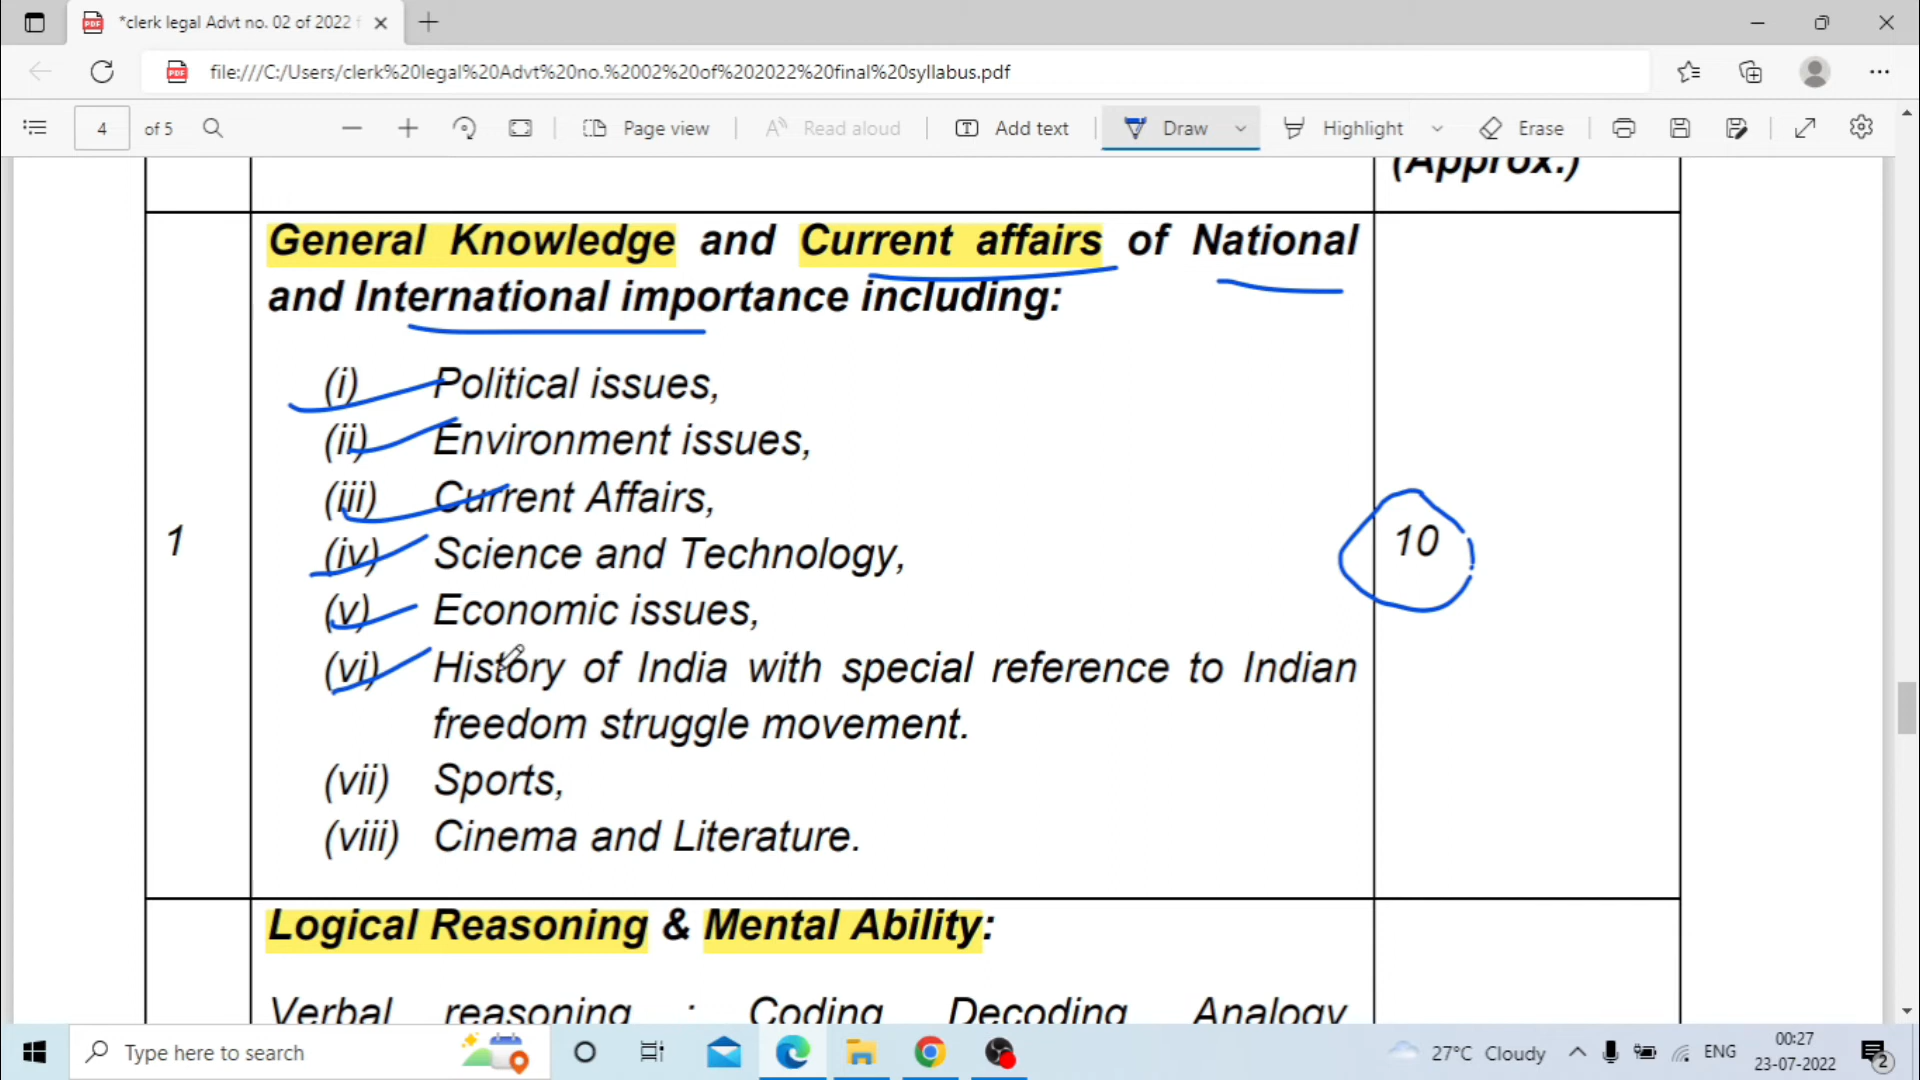 *clerk legal Advt no. 02 of 2022 f
file:///C:/Users/clerk%20legal%20Advt%20no.%2002%20of%202022%20final%20syllabus.pdf
4 of 5 Page view Read aloud Add text Draw Highlight Erase
(Approx.)
General Knowledge and Current affairs of National
and International importance including:
(i) Political issues,
(ii) Environment issues,
(iii) Current Affairs,
(iv) Science and Technology,
(v) Economic issues,
(vi) History of India with special reference to Indian
freedom struggle movement.
(vii) Sports,
(viii) Cinema and Literature.
1
10
Logical Reasoning & Mental Ability:
Verbal reasoning : Coding Decoding Analogy
Type here to search
27°C Cloudy
ENG
00:27
23-07-2022
2